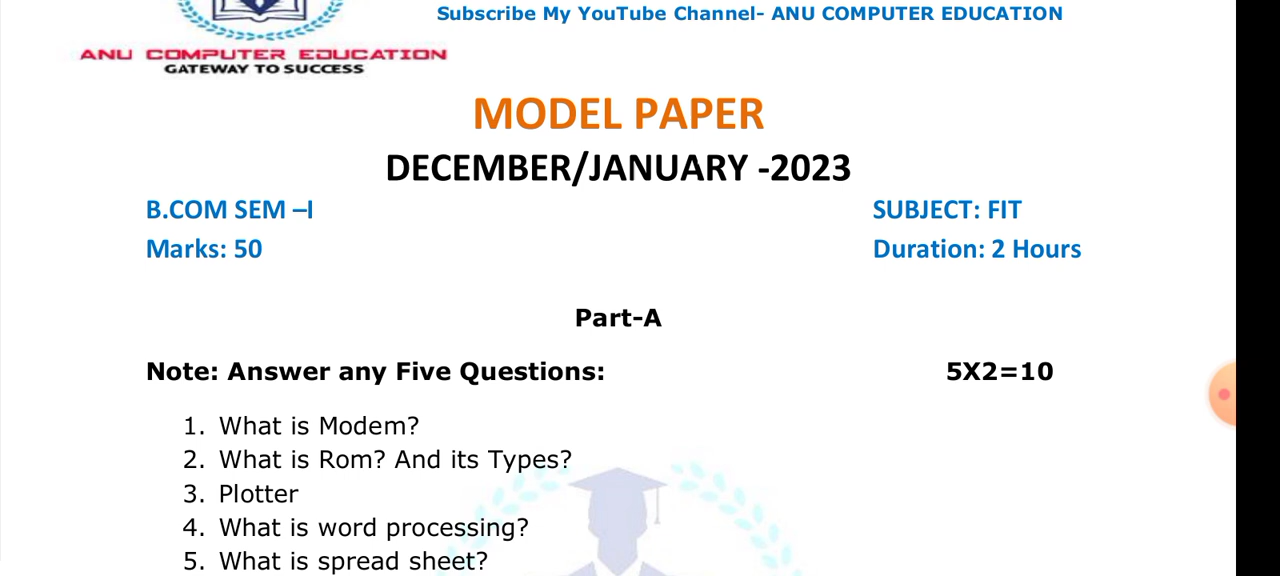 Subscribe My YouTube Channel- ANU COMPUTER EDUCATION
ANU COMPUTER EDUCATION
GATEWAY TO SUCCESS
MODEL PAPER
DECEMBER/JANUARY -2023
B.COM SEM –I SUBJECT: FIT
Marks: 50 Duration: 2 Hours
Part-A
Note: Answer any Five Questions: 5X2=10
1. What is Modem?
2. What is Rom? And its Types?
3. Plotter
4. What is word processing?
5. What is spread sheet?